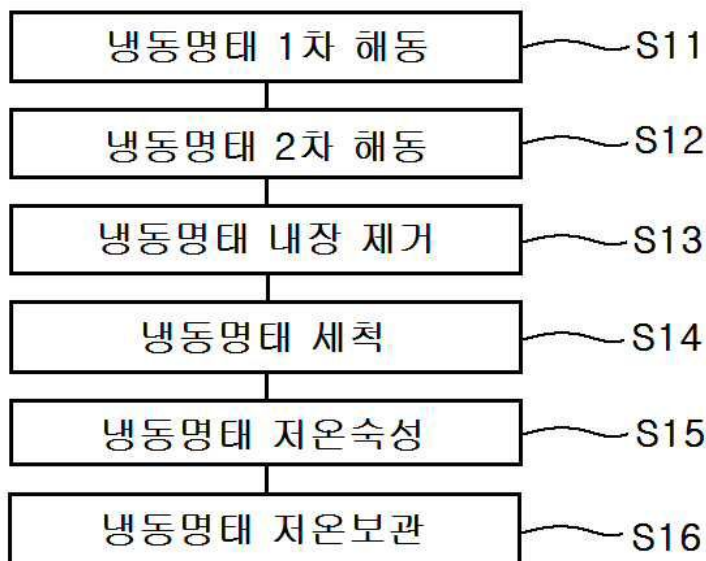 냉동명태 1차 해동 S11
냉동명태 2차 해동 S12
냉동명태 내장 제거 S13
냉동명태 세척 S14
냉동명태 저온숙성 S15
냉동명태 저온보관 S16